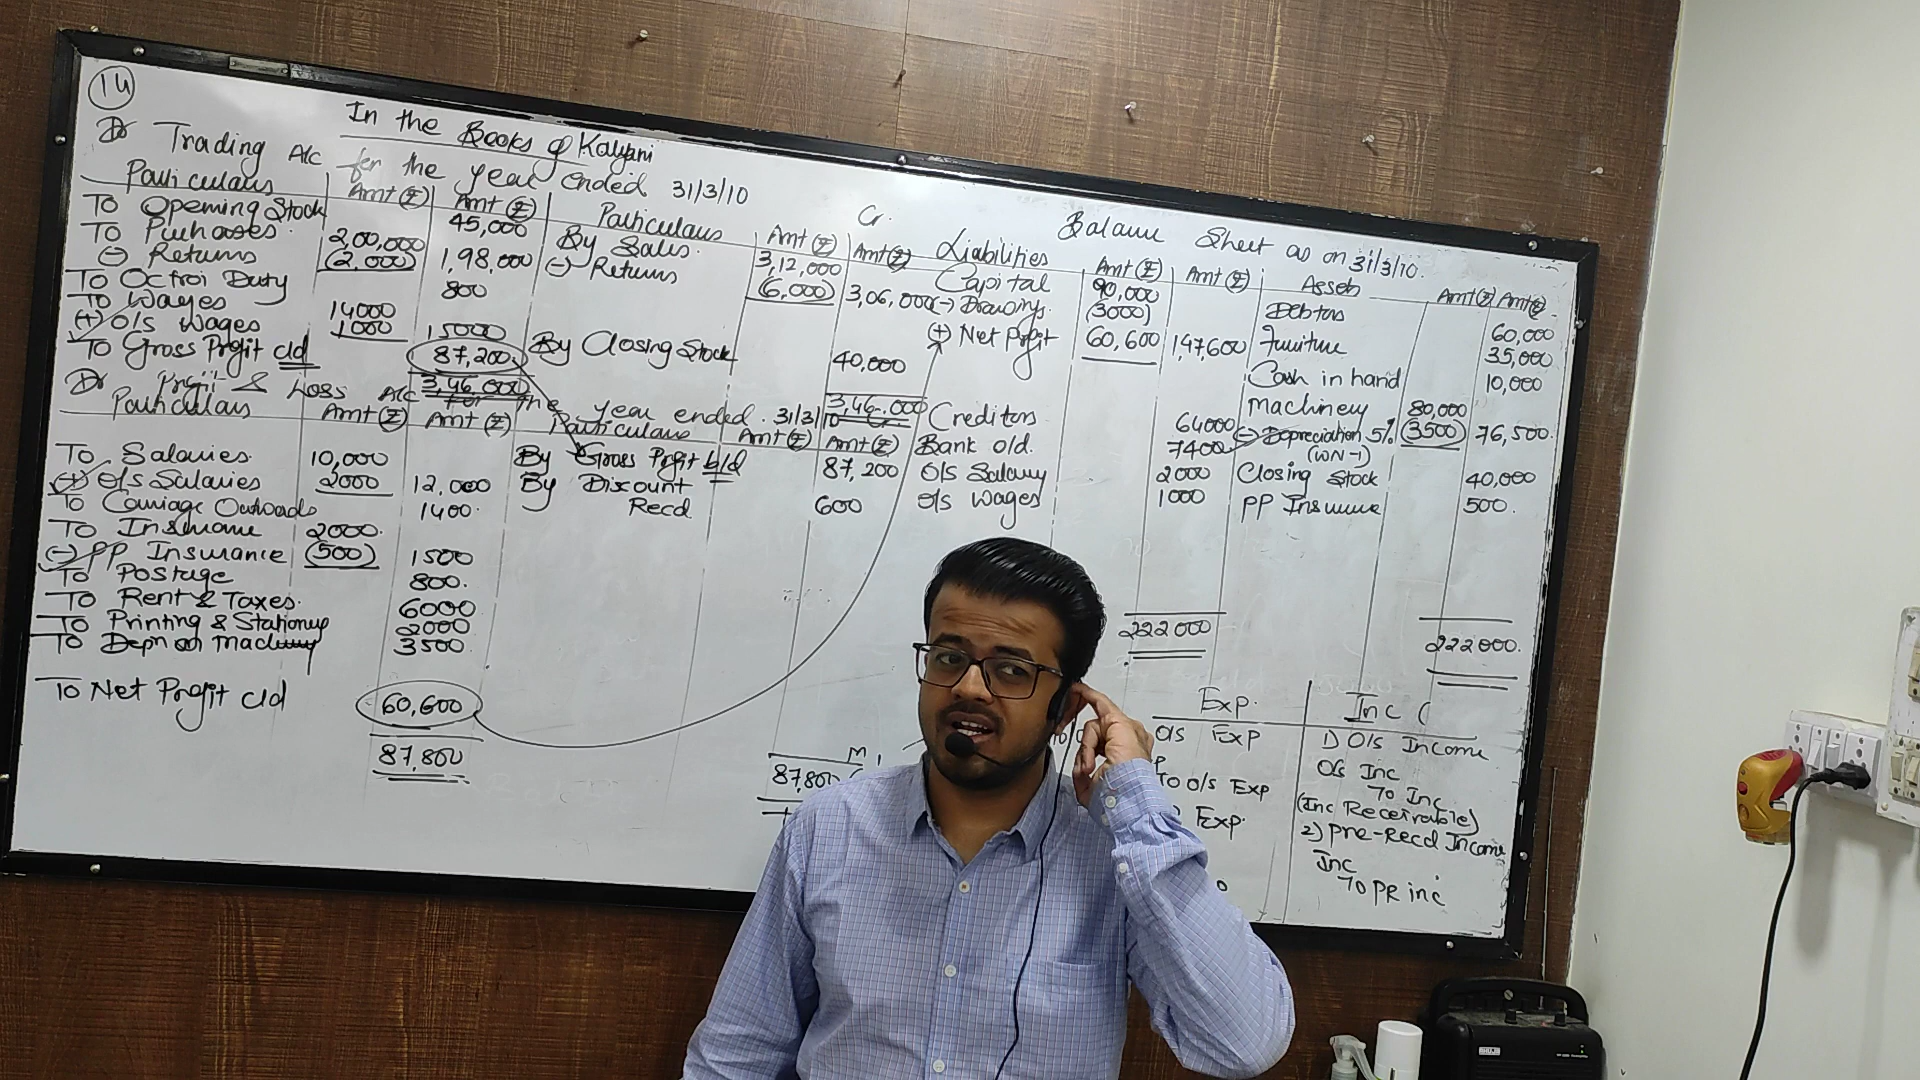 14
In the Books of Kalyani
Dr Trading A/c for the year ended 31/3/10 Cr.
Particulars Amt (₹) Amt (₹) Particulars Amt (₹) Amt (₹)
To Opening Stock 45,000 By Sales. 3,12,000
To Purchases. 2,00,000 (-) Returns (6,000) 3,06,000
(-) Returns (2,000) 1,98,000
To Octroi Duty 800
To Wages 14000
(+) O/s Wages 1000 15000 By Closing Stock 40,000
To Gross Profit c/d 87,200
3,46,000 3,46,000
Dr Profit & Loss A/c for the year ended. 31/3/10
Particulars Amt (₹) Amt (₹) Particulars Amt (₹) Amt (₹)
To Salaries 10,000 By Gross Profit b/d 87,200
(+) O/s Salaries 2000 12,000 By Discount
To Carriage Outwards 1400. Recd 600
To Insurance 2000.
(-) PP Insurance (500) 1500
To Postage 800.
To Rent & Taxes. 6000
To Printing & Stationery 2000
To Depn on Machinery 3500
To Net Profit c/d 60,600
87,800 87,800
Balance Sheet as on 31/3/10.
Liabilities Amt (₹) Amt (₹) Assets Amt (₹) Amt (₹)
Capital 90,000 Debtors 60,000
(-) Drawings. (3000) Furniture 35,000
(+) Net Profit 60,600 1,47,600 Cash in hand 10,000
Creditors 64000 Machinery 80,000
Bank o/d. 7400 (-) Depreciation 5% (3500) 76,500.
(WN-1)
O/s Salary 2000 Closing Stock 40,000
O/s Wages 1000 PP Insurance 500.
222000 222000.
Exp. Inc (
O/s Exp 1) O/s Income
O/s Inc
To O/s Exp To Inc
Exp. (Inc Receivable)
2) Pre-Recd Income
Inc
To PR inc